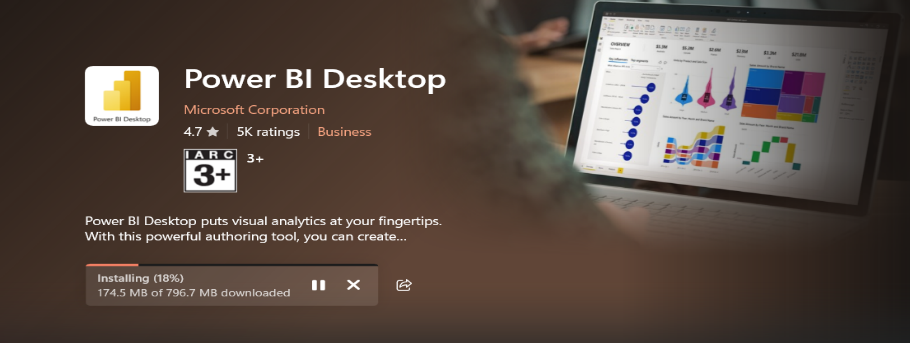 Power BI Desktop
Power BI Desktop
Microsoft Corporation
4.7 ★ 5K ratings Business
IARC
3+
3+
Power BI Desktop puts visual analytics at your fingertips.
With this powerful authoring tool, you can create...
Installing (18%)
174.5 MB of 796.7 MB downloaded
OVERVIEW